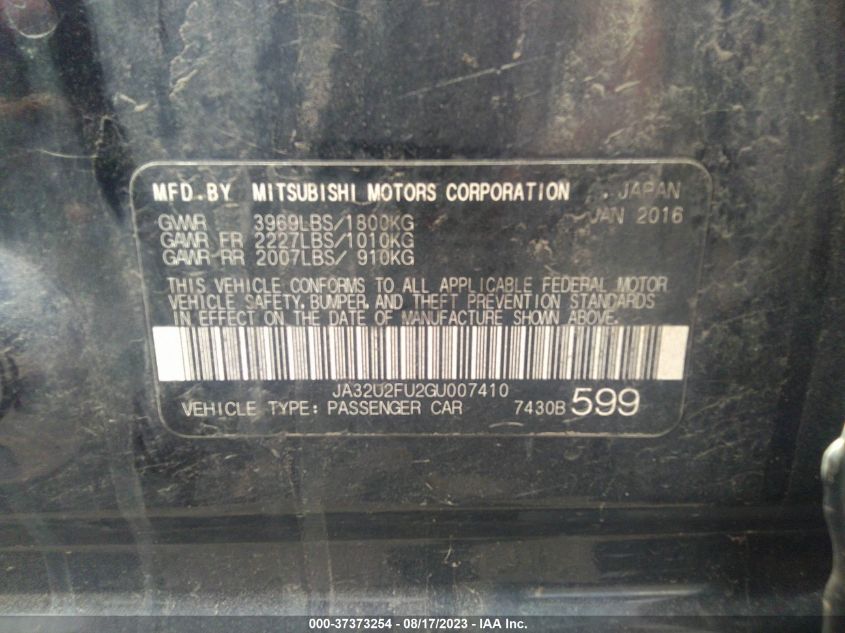 MFD.BY MITSUBISHI MOTORS CORPORATION , JAPAN
GVWR 3969LBS/1800KG JAN 2016
GAWR FR 2227LBS/1010KG
GAWR RR 2007LBS/ 910KG
THIS VEHICLE CONFORMS TO ALL APPLICABLE FEDERAL MOTOR
VEHICLE SAFETY, BUMPER, AND THEFT PREVENTION STANDARDS
IN EFFECT ON THE DATE OF MANUFACTURE SHOWN ABOVE.
JA32U2FU2GU007410
VEHICLE TYPE: PASSENGER CAR 7430B 599
000-37373254 - 08/17/2023 - IAA Inc.